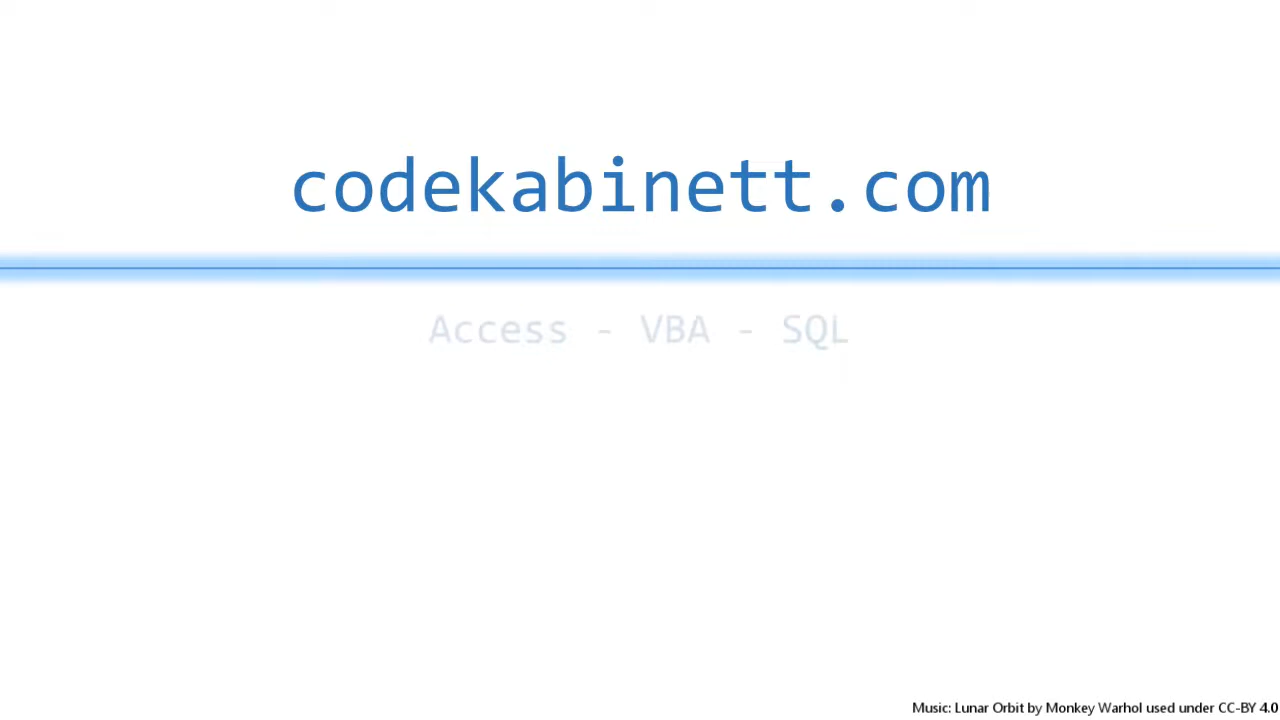 codekabinett.com
Access - VBA - SQL
Music: Lunar Orbit by Monkey Warhol used under CC-BY 4.0